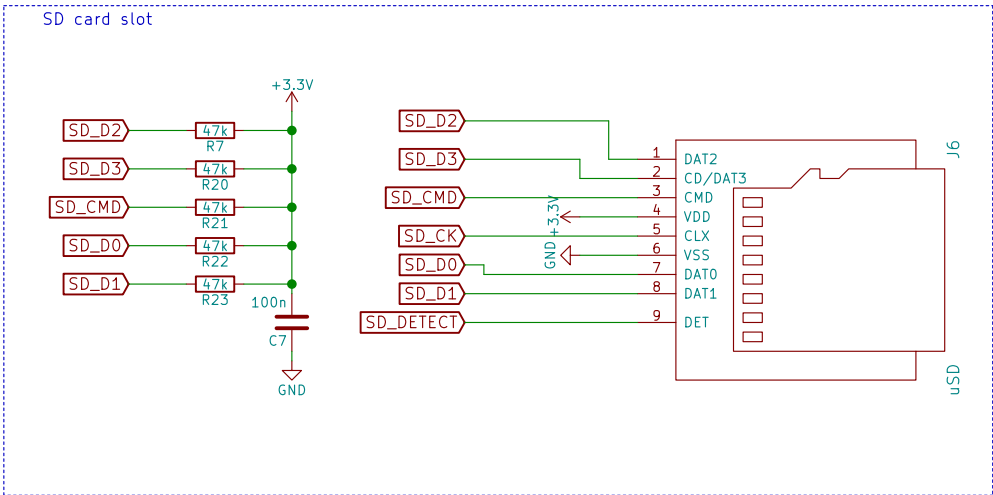 SD card slot
+3.3V
SD_D2
47k
R7
SD_D3
47k
R20
SD_CMD
47k
R21
SD_D0
47k
R22
SD_D1
47k
R23
100n
C7
GND
SD_D2
SD_D3
SD_CMD
+3.3V
SD_CK
GND
SD_D0
SD_D1
SD_DETECT
1 DAT2
2 CD/DAT3
3 CMD
4 VDD
5 CLX
6 VSS
7 DAT0
8 DAT1
9 DET
J6
uSD